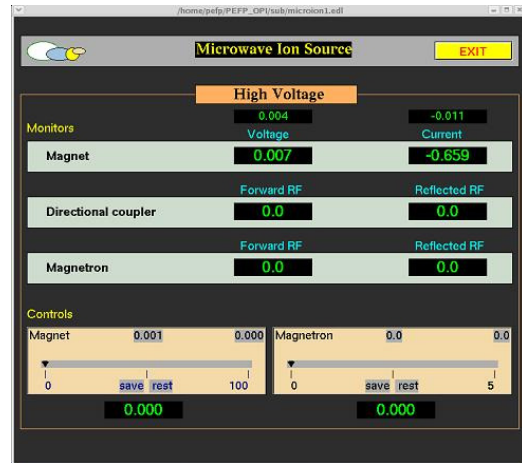 /home/pefp/PEFP_OPI/sub/microion1.edl
Microwave Ion Source
EXIT
High Voltage
0.004 -0.011
Monitors
Voltage Current
Magnet 0.007 -0.659
Forward RF Reflected RF
Directional coupler 0.0 0.0
Forward RF Reflected RF
Magnetron 0.0 0.0
Controls
Magnet 0.001 0.000 Magnetron 0.0 0.0
0 save rest 100 0 save rest 5
0.000 0.000